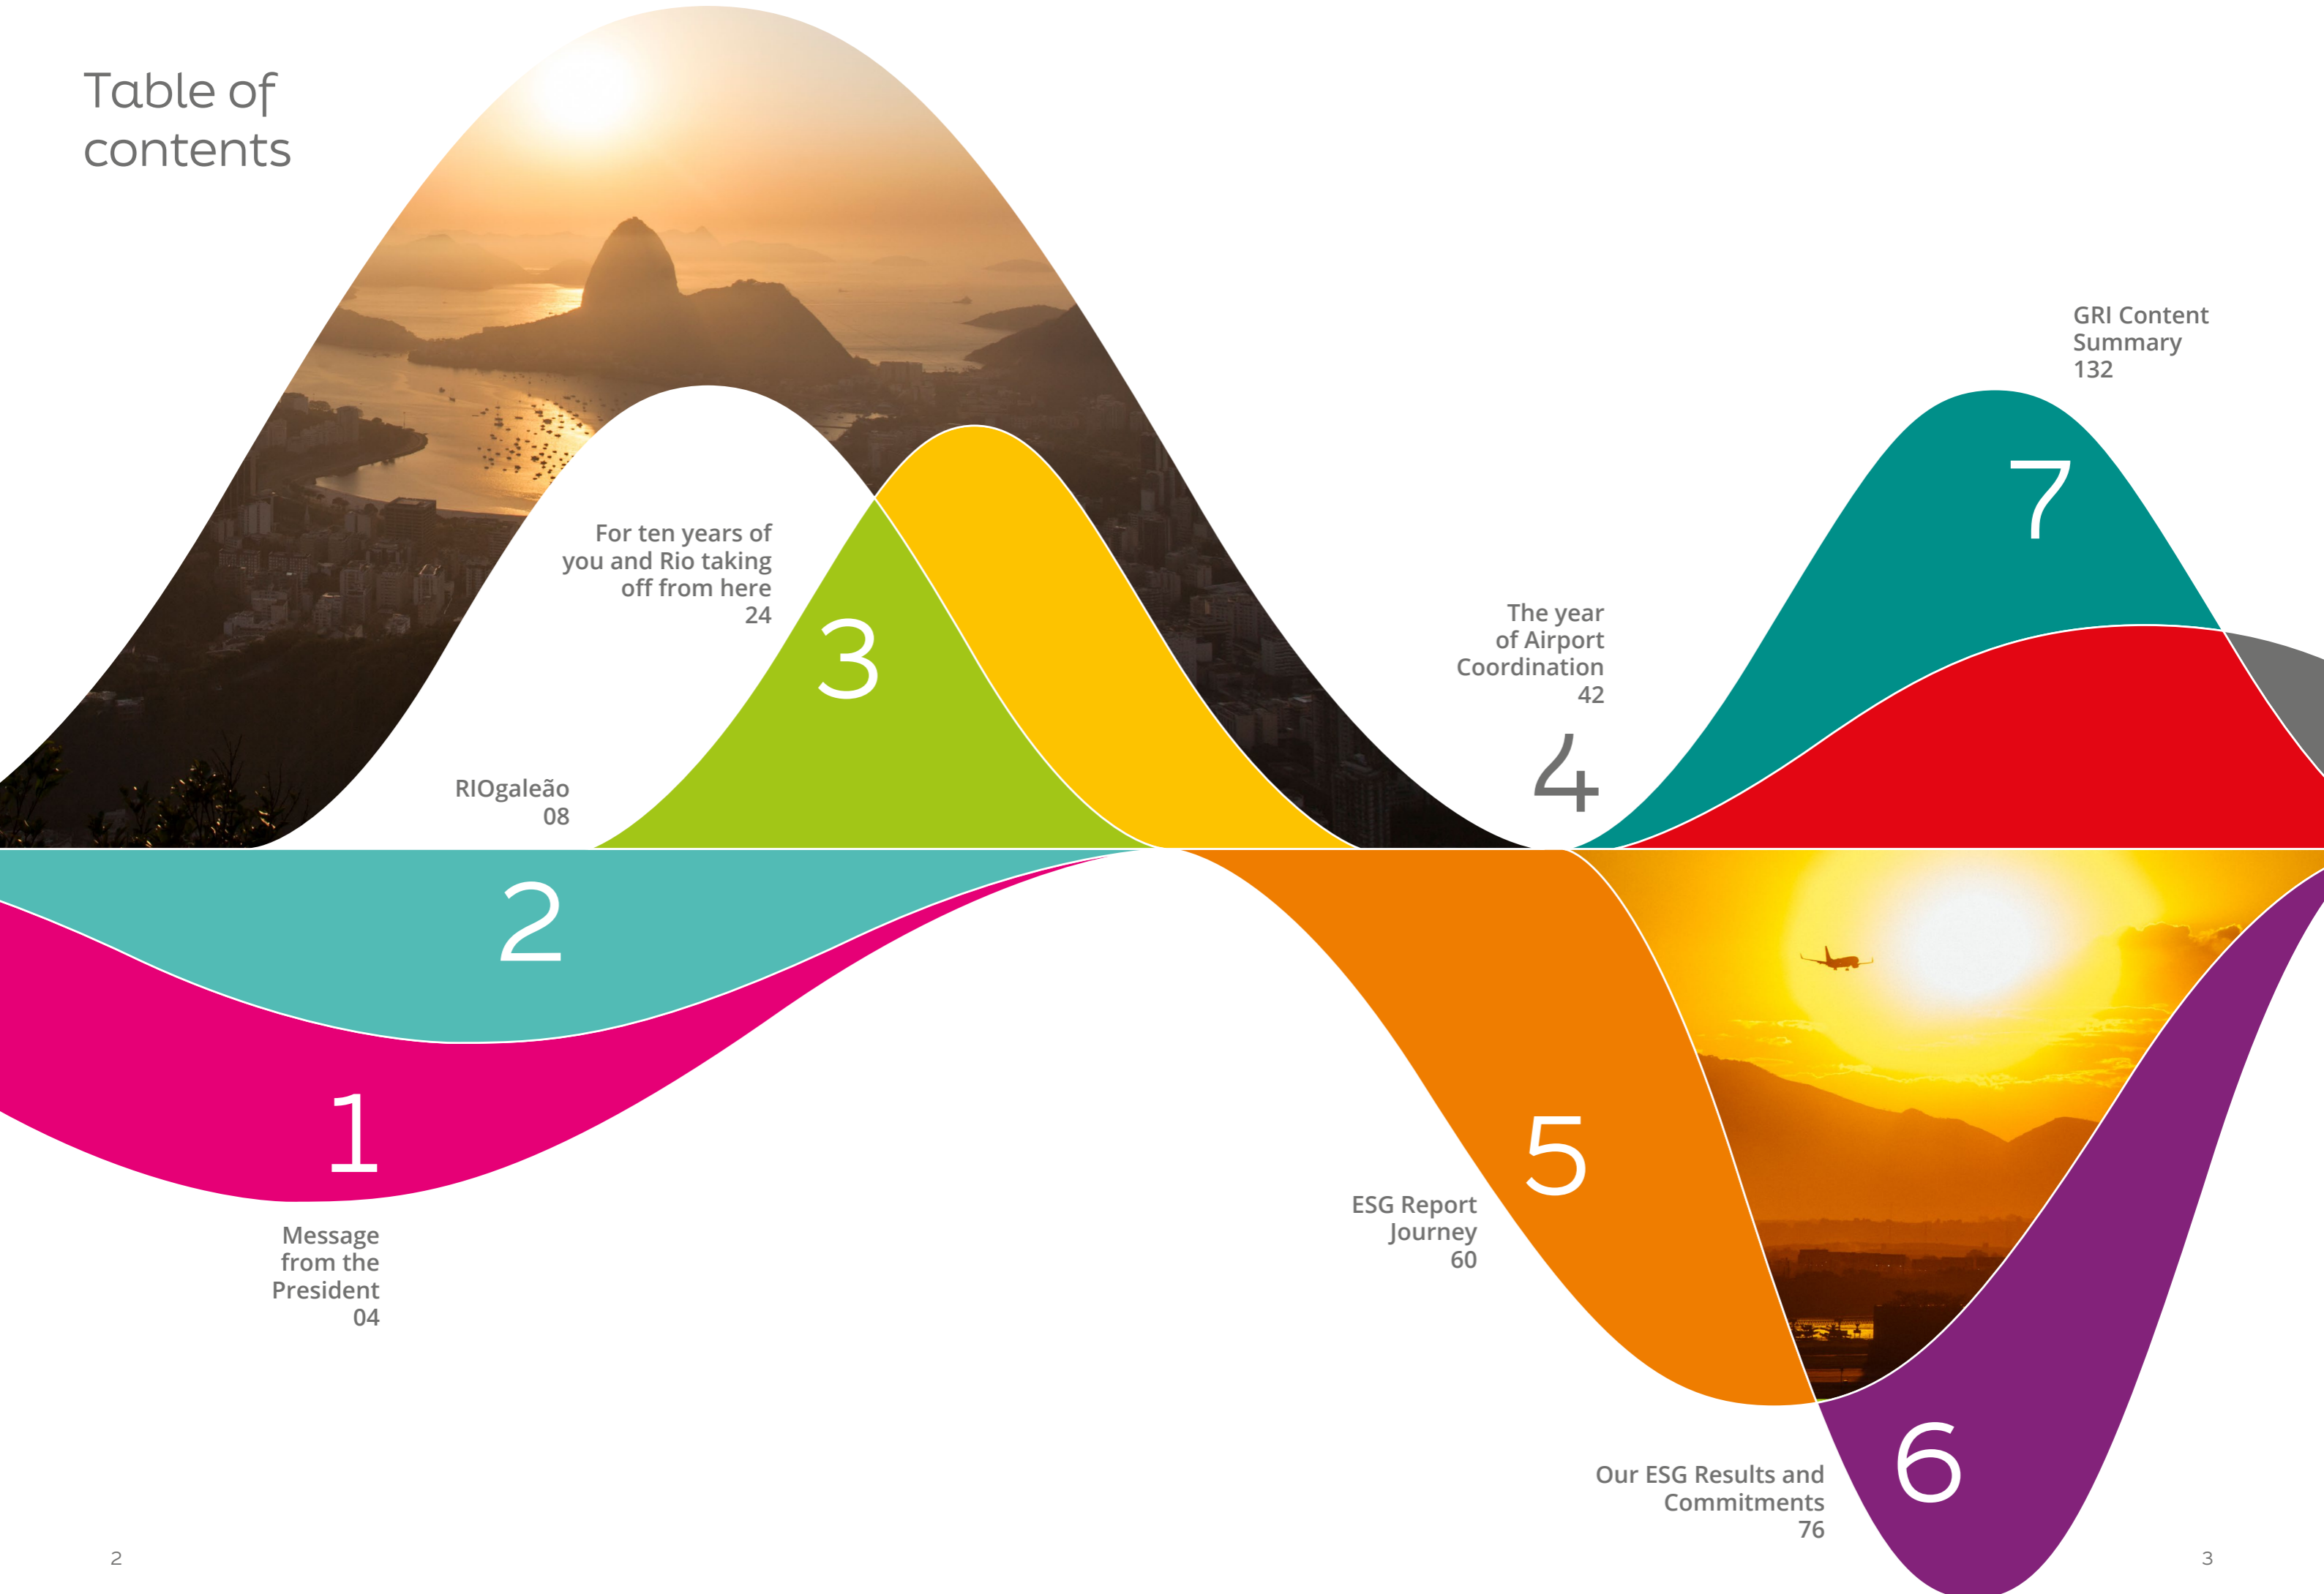 Table of
contents
1
Message
from the
President
04
2
RIOgaleão
08
3
For ten years of
you and Rio taking
off from here
24
4
The year
of Airport
Coordination
42
5
ESG Report
Journey
60
6
Our ESG Results and
Commitments
76
7
GRI Content
Summary
132
2
3